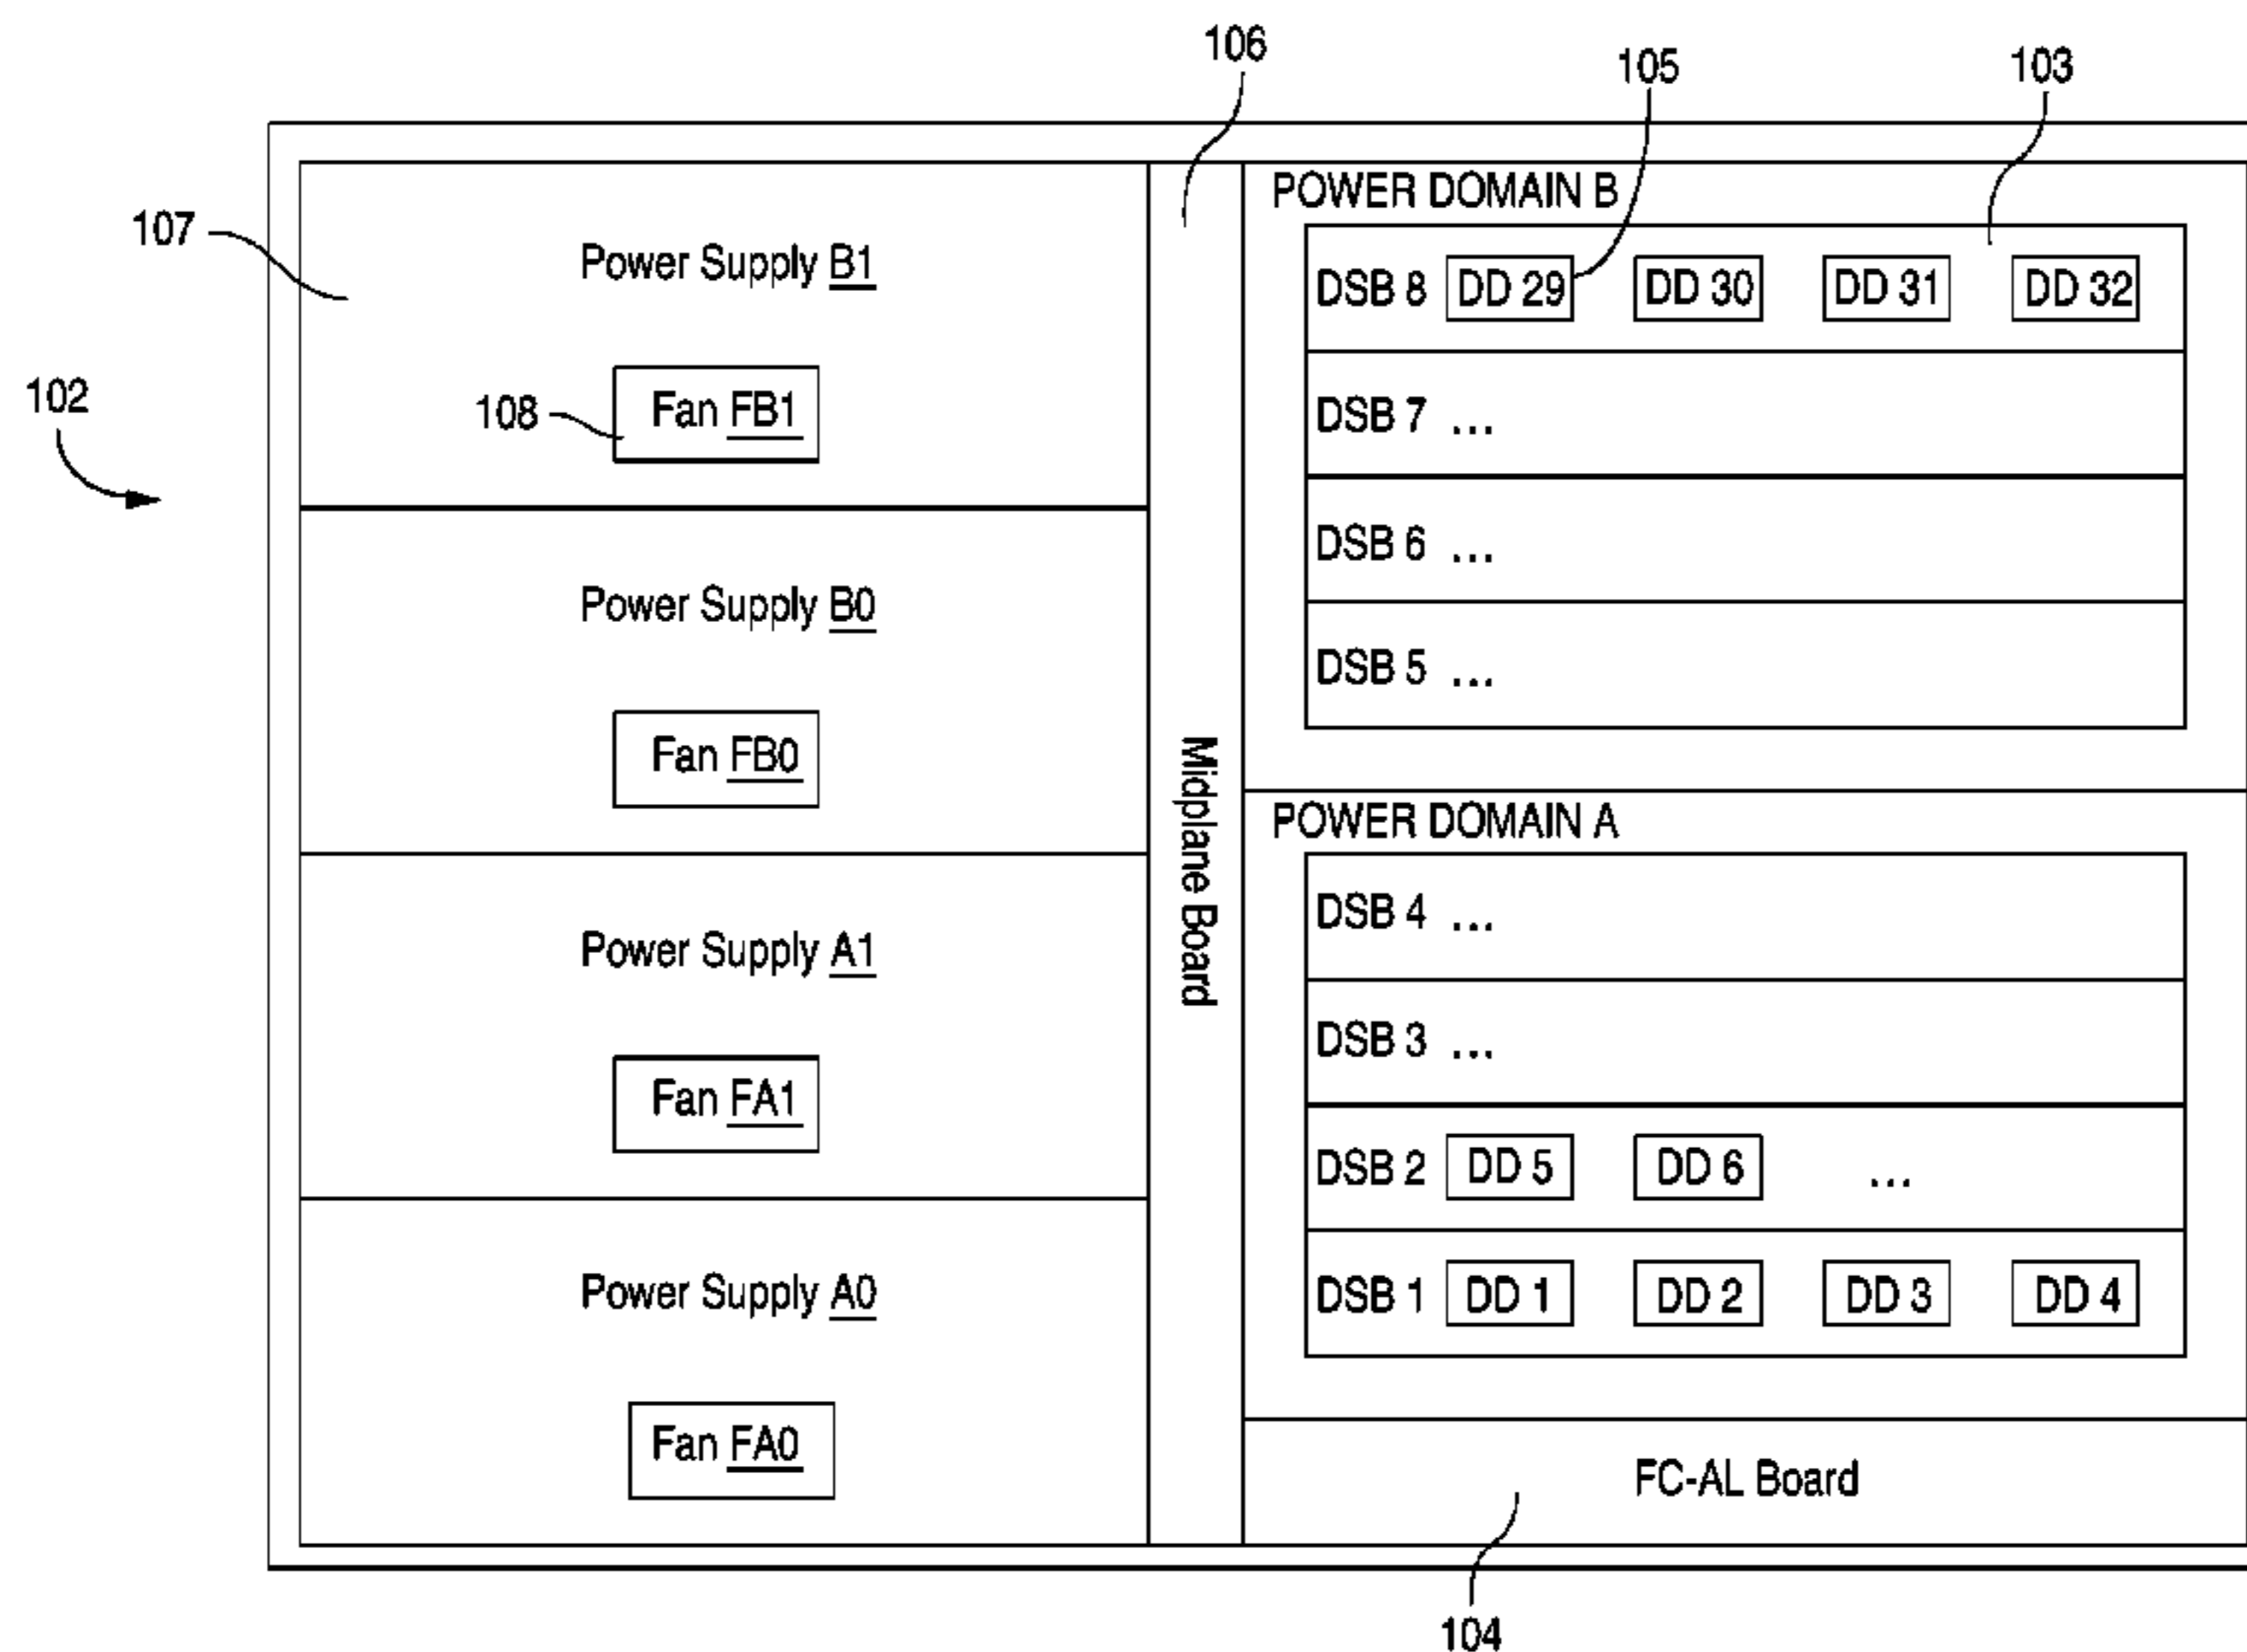 106
105
103
107
102
108
Power Supply B1
Fan FB1
Power Supply B0
Fan FB0
Power Supply A1
Fan FA1
Power Supply A0
Fan FA0
Midplane Board
POWER DOMAIN B
DSB 8 DD 29 DD 30 DD 31 DD 32
DSB 7 ...
DSB 6 ...
DSB 5 ...
POWER DOMAIN A
DSB 4 ...
DSB 3 ...
DSB 2 DD 5 DD 6 ...
DSB 1 DD 1 DD 2 DD 3 DD 4
FC-AL Board
104